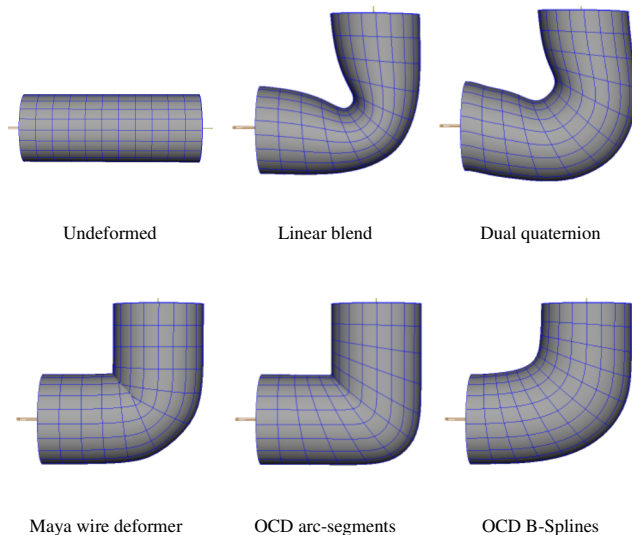 Undeformed
Linear blend
Dual quaternion
Maya wire deformer
OCD arc-segments
OCD B-Splines